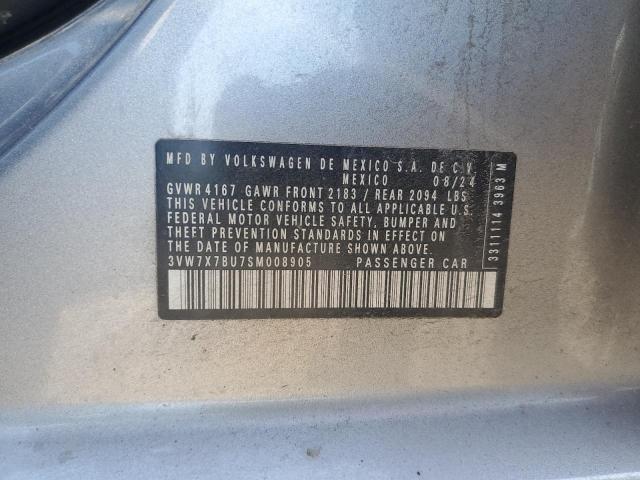 MFD BY VOLKSWAGEN DE MEXICO S.A. DE C.V.
MEXICO 08/24
GVWR 4167 GAWR FRONT 2183 / REAR 2094 LBS
THIS VEHICLE CONFORMS TO ALL APPLICABLE U.S.
FEDERAL MOTOR VEHICLE SAFETY, BUMPER AND
THEFT PREVENTION STANDARDS IN EFFECT ON
THE DATE OF MANUFACTURE SHOWN ABOVE.
3VW7X7BU7SM008905 PASSENGER CAR
3311114 3963 M